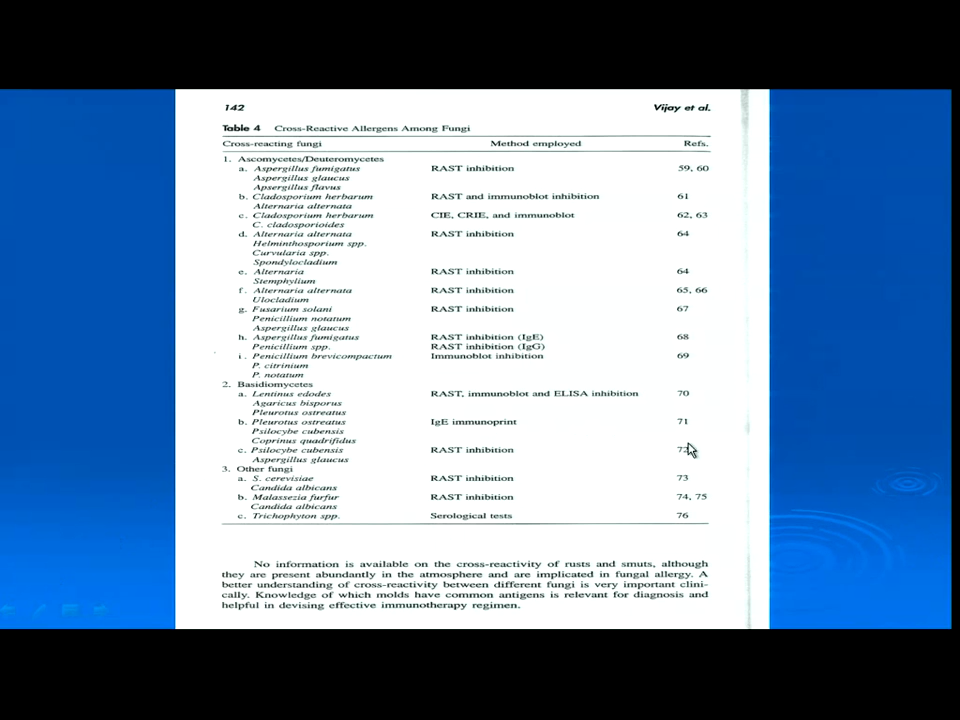 142 Vijay et al.
Table 4 Cross-Reactive Allergens Among Fungi
Cross-reacting fungi Method employed Refs.
1. Ascomycetes/Deuteromycetes
a. Aspergillus fumigatus RAST inhibition 59, 60
Aspergillus glaucus
Apsergillus flavus
b. Cladosporium herbarum RAST and immunoblot inhibition 61
Alternaria alternata
c. Cladosporium herbarum CIE, CRIE, and immunoblot 62, 63
C. cladosporioides
d. Alternaria alternata RAST inhibition 64
Helminthosporium spp.
Curvularia spp.
Spondylocladium
e. Alternaria RAST inhibition 64
Stemphylium
f. Alternaria alternata RAST inhibition 65, 66
Ulocladium
g. Fusarium solani RAST inhibition 67
Penicillium notatum
Aspergillus glaucus
h. Aspergillus fumigatus RAST inhibition (IgE) 68
Penicillium spp. RAST inhibition (IgG)
i. Penicillium brevicompactum Immunoblot inhibition 69
P. citrinium
P. notatum
2. Basidiomycetes
a. Lentinus edodes RAST, immunoblot and ELISA inhibition 70
Agaricus bisporus
Pleurotus ostreatus
b. Pleurotus ostreatus IgE immunoprint 71
Psilocybe cubensis
Coprinus quadrifidus
c. Psilocybe cubensis RAST inhibition 72
Aspergillus glaucus
3. Other fungi
a. S. cerevisiae RAST inhibition 73
Candida albicans
b. Malassezia furfur RAST inhibition 74, 75
Candida albicans
c. Trichophyton spp. Serological tests 76
No information is available on the cross-reactivity of rusts and smuts, although
they are present abundantly in the atmosphere and are implicated in fungal allergy. A
better understanding of cross-reactivity between different fungi is very important clini-
cally. Knowledge of which molds have common antigens is relevant for diagnosis and
helpful in devising effective immunotherapy regimen.